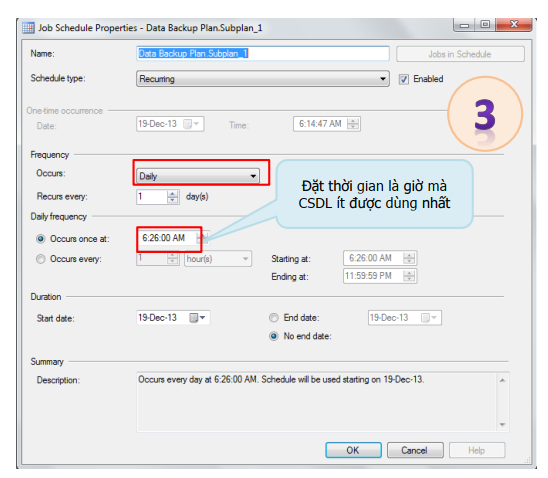 Job Schedule Properties - Data Backup Plan.Subplan_1
Name: Data Backup Plan.Subplan_1 Jobs in Schedule
Schedule type: Recurring Enabled
3
One-time occurrence
Date: 19-Dec-13 Time: 6:14:47 AM
Frequency
Occurs: Daily
Recurs every: 1 day(s)
Đặt thời gian là giờ mà
CSDL ít được dùng nhất
Daily frequency
Occurs once at: 6:26:00 AM
Occurs every: 1 hour(s) Starting at: 6:26:00 AM
Ending at: 11:59:59 PM
Duration
Start date: 19-Dec-13 End date: 19-Dec-13
No end date:
Summary
Description: Occurs every day at 6:26:00 AM. Schedule will be used starting on 19-Dec-13.
OK Cancel Help